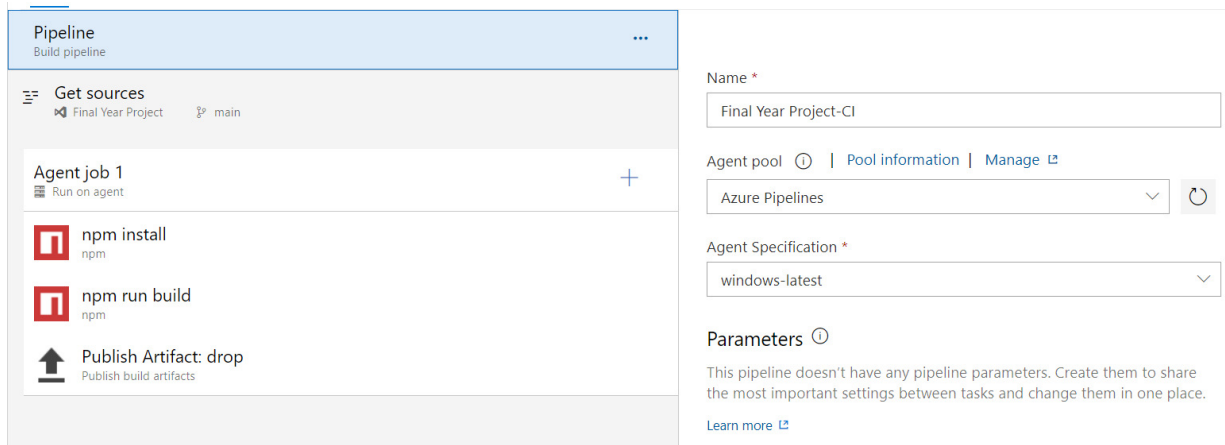 Pipeline
...
Build pipeline
Get sources
Final Year Project main
Agent job 1
Run on agent
npm install
npm
npm run build
npm
Publish Artifact: drop
Publish build artifacts
Name *
Final Year Project-CI
Agent pool | Pool information | Manage
Azure Pipelines
Agent Specification *
windows-latest
Parameters
This pipeline doesn't have any pipeline parameters. Create them to share
the most important settings between tasks and change them in one place.
Learn more